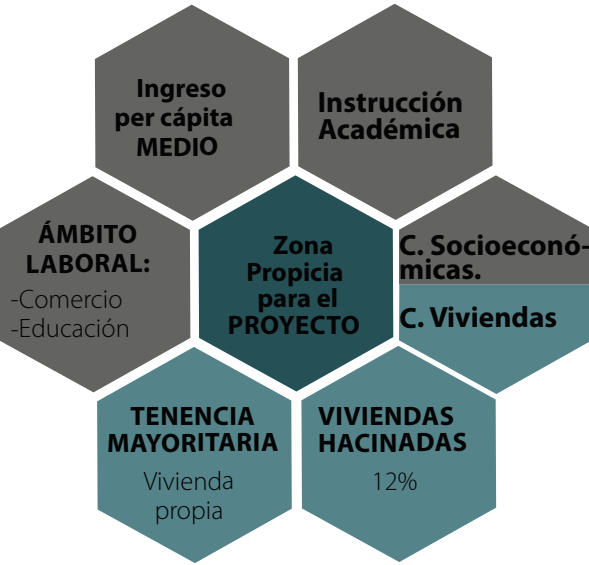 Ingreso
per cápita
MEDIO
Instrucción
Académica
ÁMBITO
LABORAL:
-Comercio
-Educación
Zona
Propicia
para el
PROYECTO
C. Socioeconó-
micas.
C. Viviendas
TENENCIA
MAYORITARIA
Vivienda
propia
VIVIENDAS
HACINADAS
12%